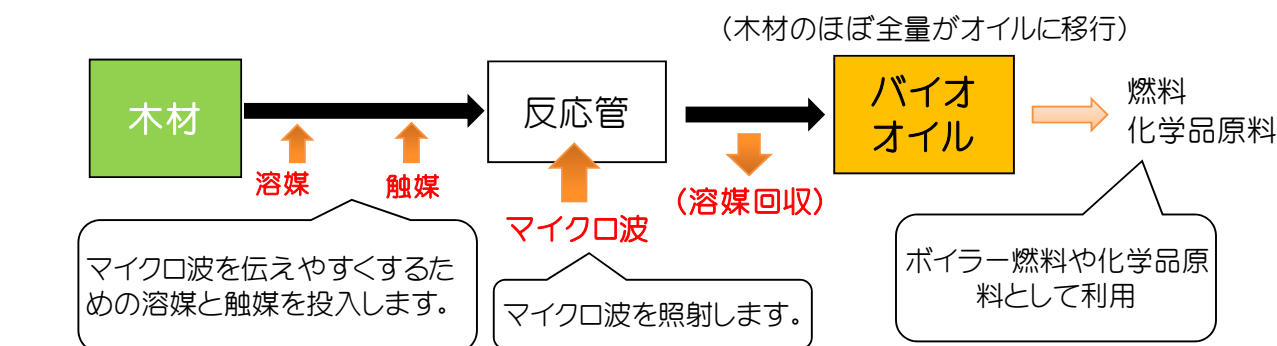 (木材のほぼ全量がオイルに移行)
木材
反応管
バイオ
オイル
燃料
化学品原料
溶媒
触媒
マイクロ波
(溶媒回収)
マイクロ波を伝えやすくするた
めの溶媒と触媒を投入します。
マイクロ波を照射します。
ボイラー燃料や化学品原
料として利用